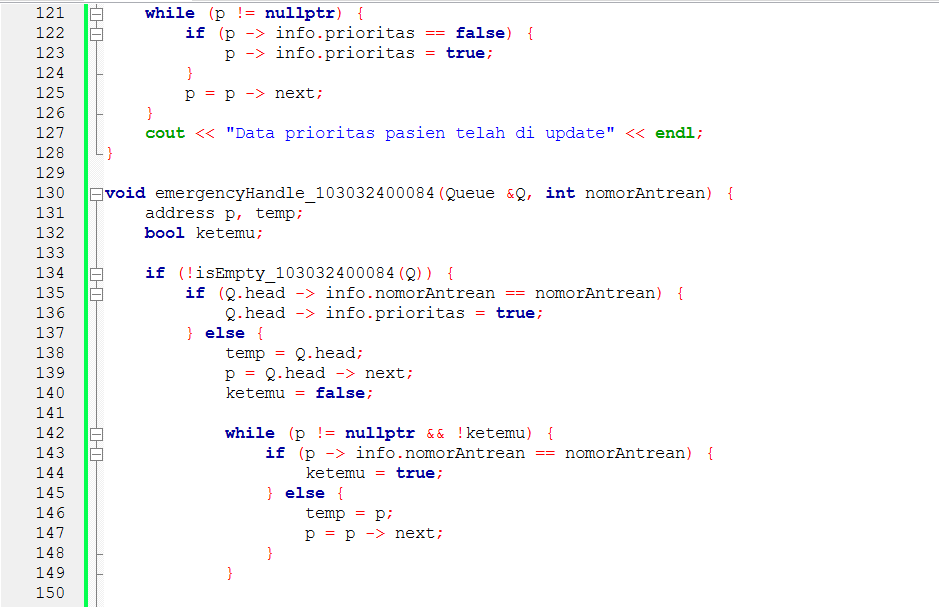 121     while (p != nullptr) {
122         if (p -> info.prioritas == false) {
123             p -> info.prioritas = true;
124         }
125         p = p -> next;
126     }
127     cout << "Data prioritas pasien telah di update" << endl;
128 }
129
130 void emergencyHandle_103032400084(Queue &Q, int nomorAntrean) {
131     address p, temp;
132     bool ketemu;
133
134     if (!isEmpty_103032400084(Q)) {
135         if (Q.head -> info.nomorAntrean == nomorAntrean) {
136             Q.head -> info.prioritas = true;
137         } else {
138             temp = Q.head;
139             p = Q.head -> next;
140             ketemu = false;
141
142             while (p != nullptr && !ketemu) {
143                 if (p -> info.nomorAntrean == nomorAntrean) {
144                     ketemu = true;
145                 } else {
146                     temp = p;
147                     p = p -> next;
148                 }
149             }
150